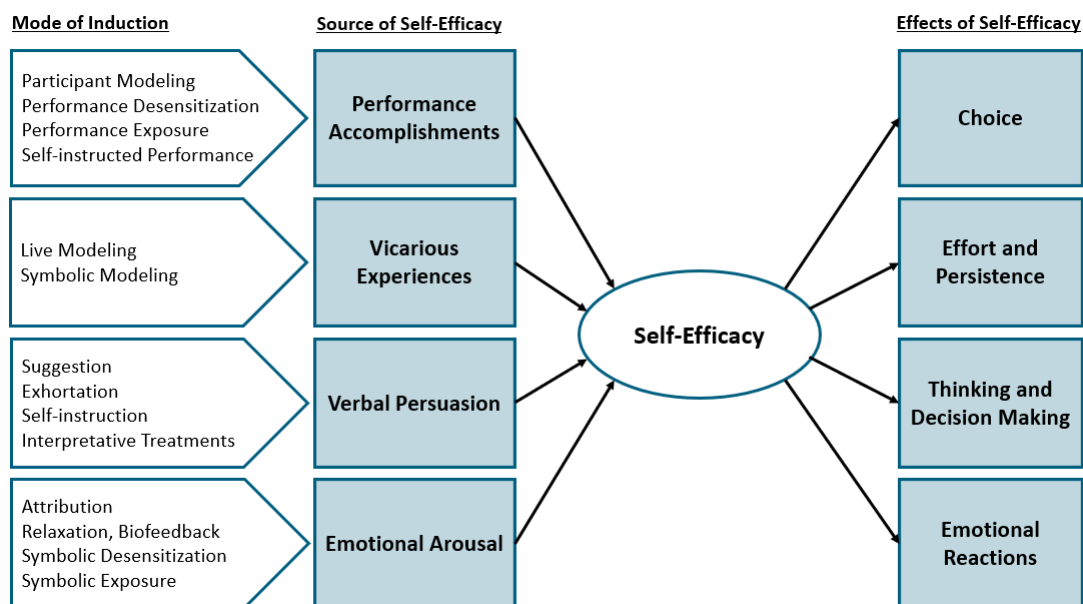 Mode of Induction
Source of Self-Efficacy
Effects of Self-Efficacy
Participant Modeling
Performance Desensitization
Performance Exposure
Self-instructed Performance
Performance
Accomplishments
Choice
Live Modeling
Symbolic Modeling
Vicarious
Experiences
Effort and
Persistence
Self-Efficacy
Suggestion
Exhortation
Self-instruction
Interpretative Treatments
Verbal Persuasion
Thinking and
Decision Making
Attribution
Relaxation, Biofeedback
Symbolic Desensitization
Symbolic Exposure
Emotional Arousal
Emotional
Reactions